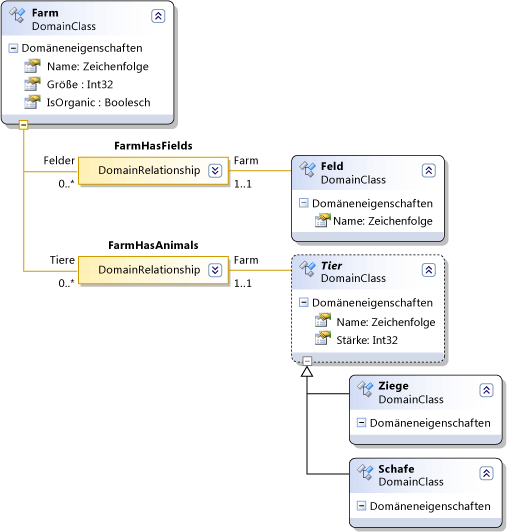 Farm
DomainClass
Domäneneigenschaften
Name: Zeichenfolge
Größe : Int32
IsOrganic : Boolesch
FarmHasFields
Felder
DomainRelationship
Farm
0..*
1..1
Feld
DomainClass
Domäneneigenschaften
Name: Zeichenfolge
FarmHasAnimals
Tiere
DomainRelationship
Farm
0..*
1..1
Tier
DomainClass
Domäneneigenschaften
Name: Zeichenfolge
Stärke: Int32
Ziege
DomainClass
Domäneneigenschaften
Schafe
DomainClass
Domäneneigenschaften